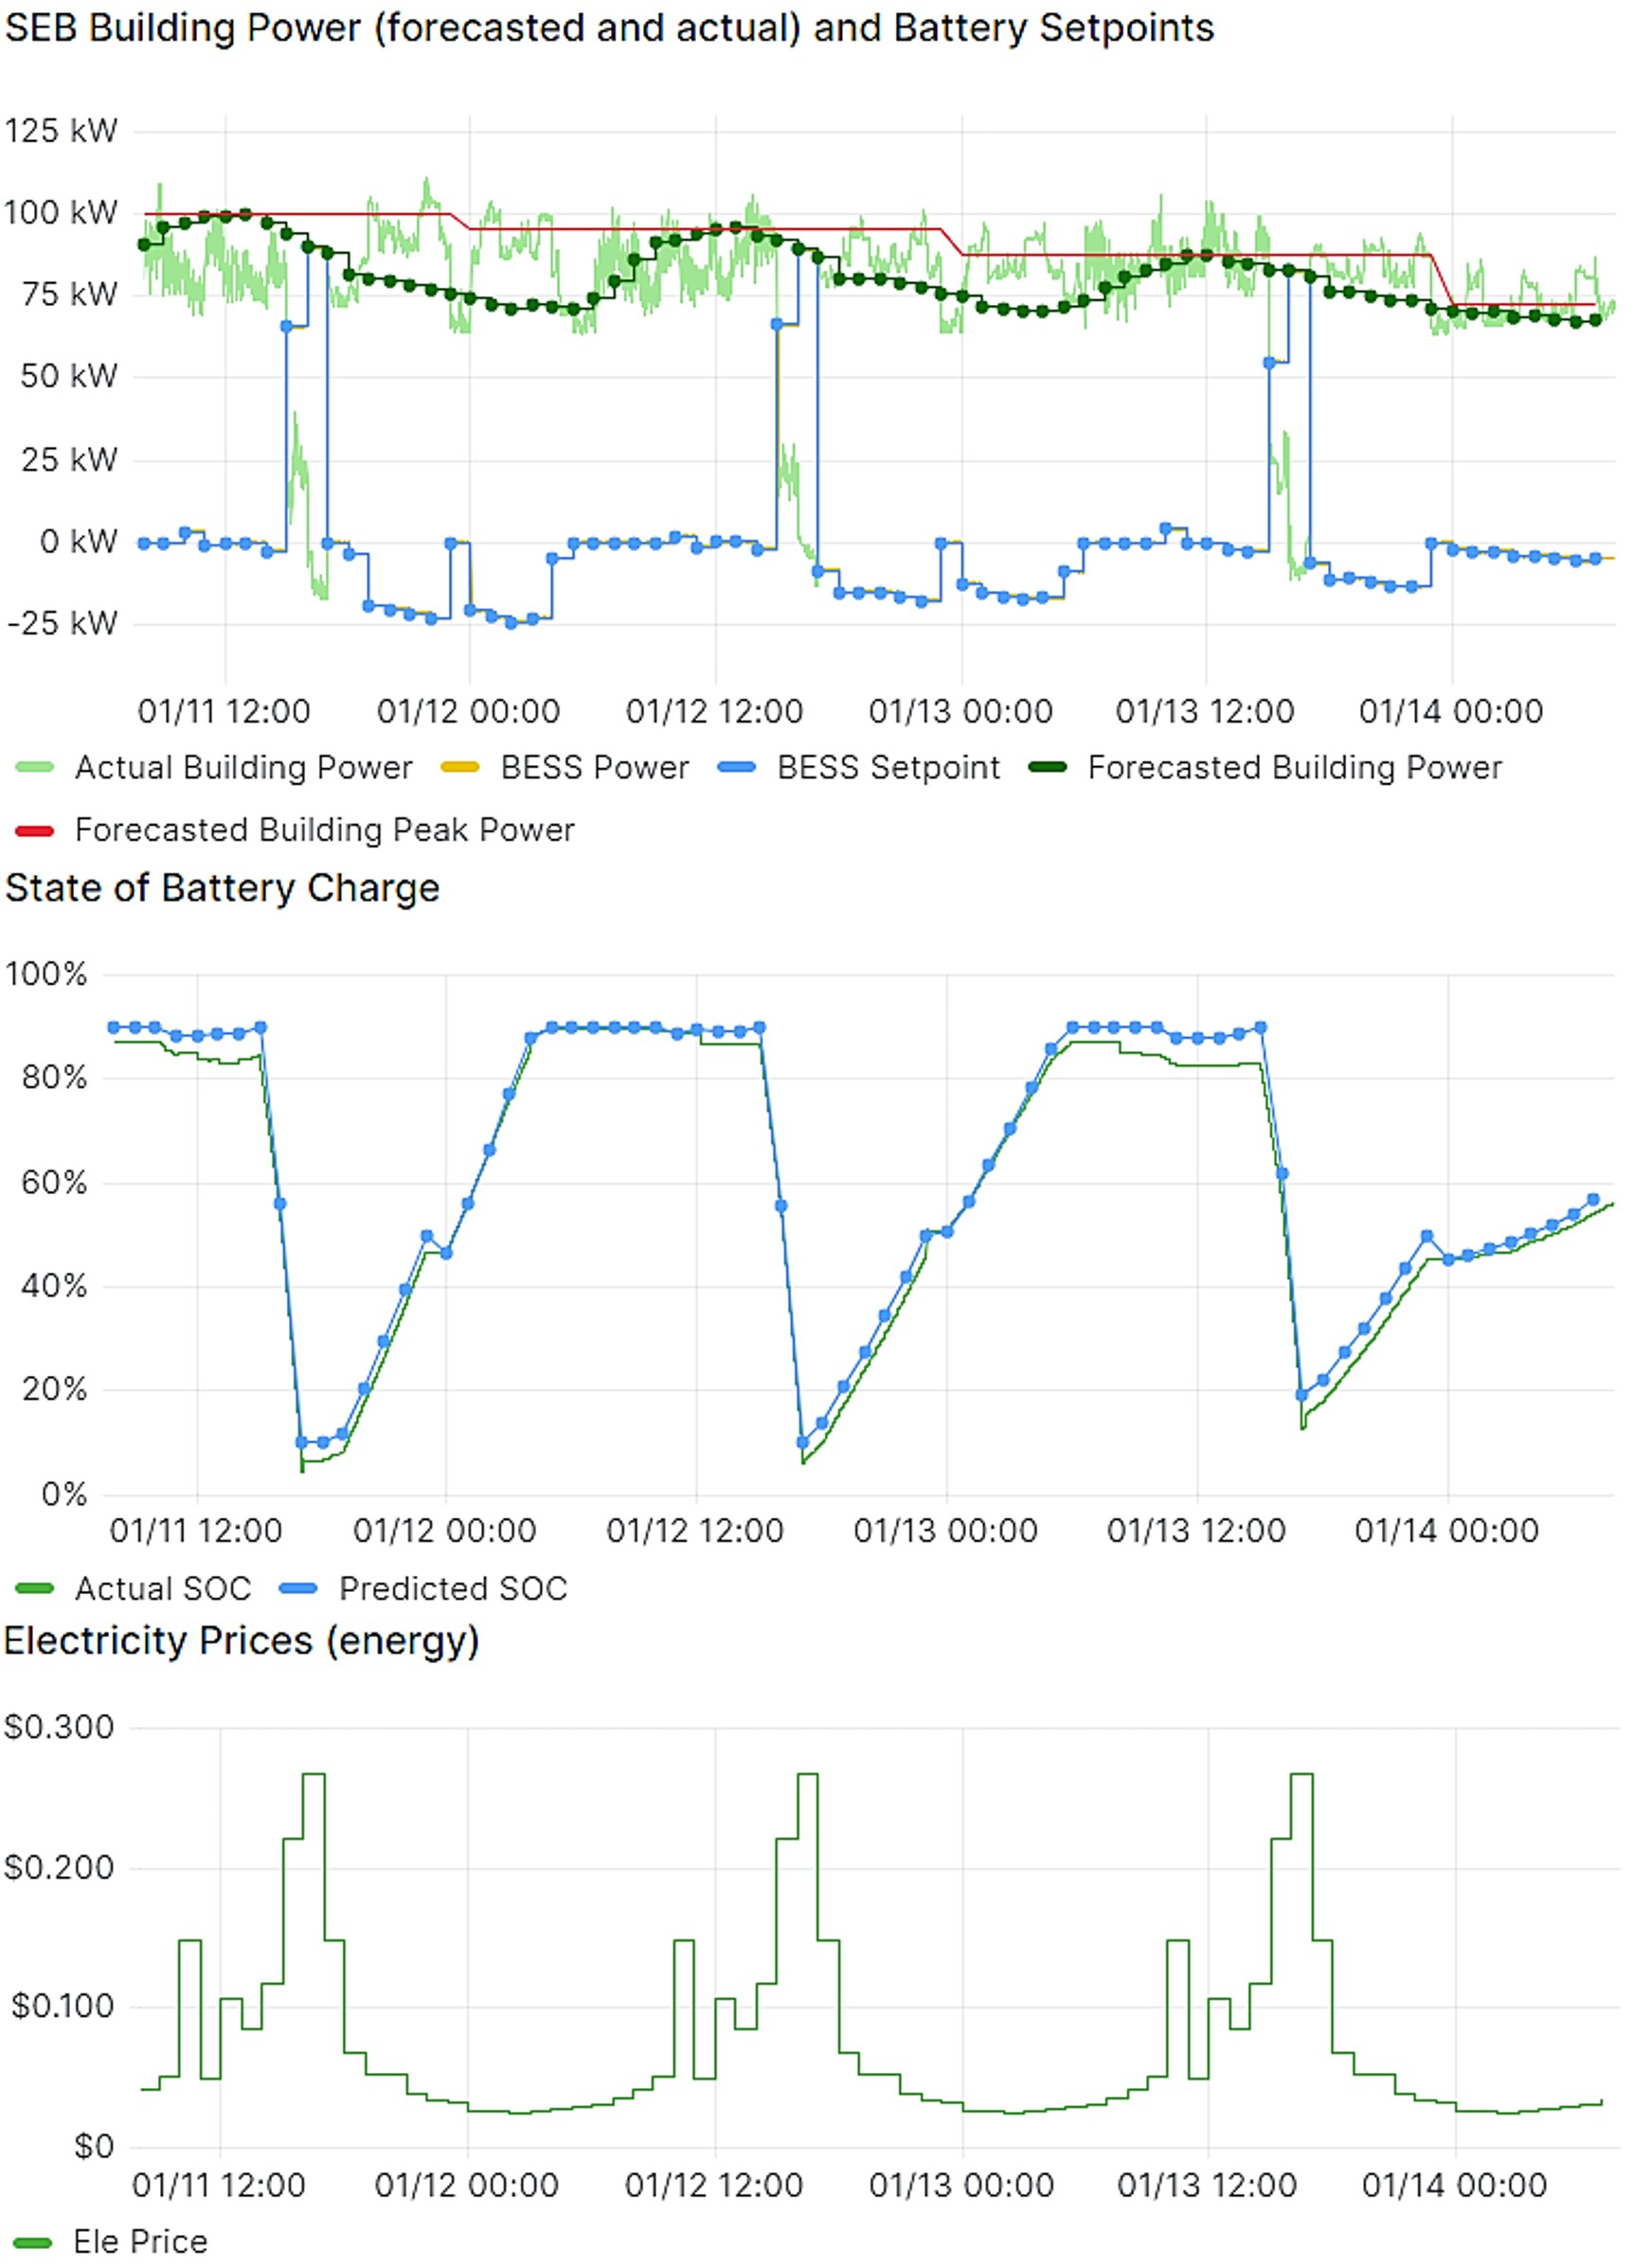 SEB Building Power (forecasted and actual) and Battery Setpoints
125 kW
100 kW
75 kW
50 kW
25 kW
0 kW
-25 kW
01/11 12:00 01/12 00:00 01/12 12:00 01/13 00:00 01/13 12:00 01/14 00:00
Actual Building Power BESS Power BESS Setpoint Forecasted Building Power
Forecasted Building Peak Power
State of Battery Charge
100%
80%
60%
40%
20%
0%
01/11 12:00 01/12 00:00 01/12 12:00 01/13 00:00 01/13 12:00 01/14 00:00
Actual SOC Predicted SOC
Electricity Prices (energy)
$0.300
$0.200
$0.100
$0
01/11 12:00 01/12 00:00 01/12 12:00 01/13 00:00 01/13 12:00 01/14 00:00
Ele Price